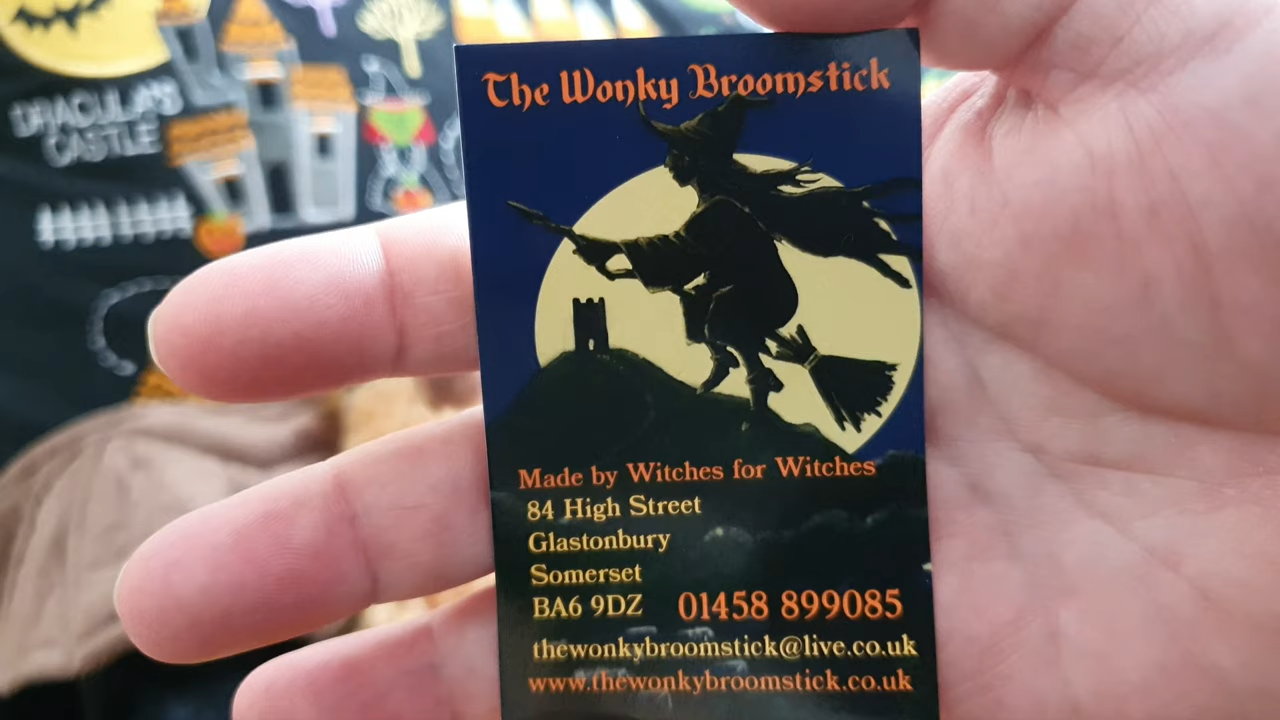 DRACULA'S
CASTLE
The Wonky Broomstick
Made by Witches for Witches
84 High Street
Glastonbury
Somerset
BA6 9DZ 01458 899085
thewonkybroomstick@live.co.uk
www.thewonkybroomstick.co.uk